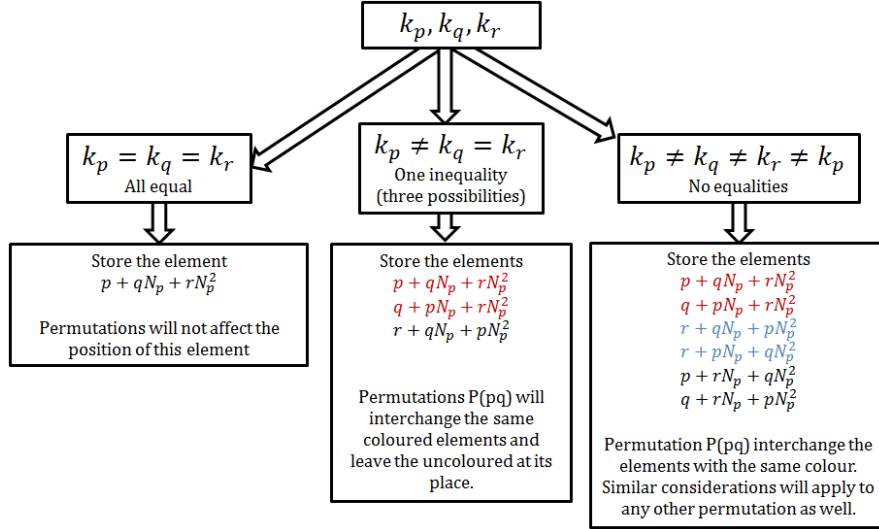 k_p, k_q, k_r
k_p = k_q = k_r
All equal
k_p ≠ k_q = k_r
One inequality
(three possibilities)
k_p ≠ k_q ≠ k_r ≠ k_p
No equalities
Store the element
p + qN_p + rN_p^2
Permutations will not affect the
position of this element
Store the elements
p + qN_p + rN_p^2
q + pN_p + rN_p^2
r + qN_p + pN_p^2
Permutations P(pq) will
interchange the same
coloured elements and
leave the uncoloured at its
place.
Store the elements
p + qN_p + rN_p^2
q + pN_p + rN_p^2
r + qN_p + pN_p^2
r + pN_p + qN_p^2
p + rN_p + qN_p^2
q + rN_p + pN_p^2
Permutation P(pq) interchange the
elements with the same colour.
Similar considerations will apply to
any other permutation as well.